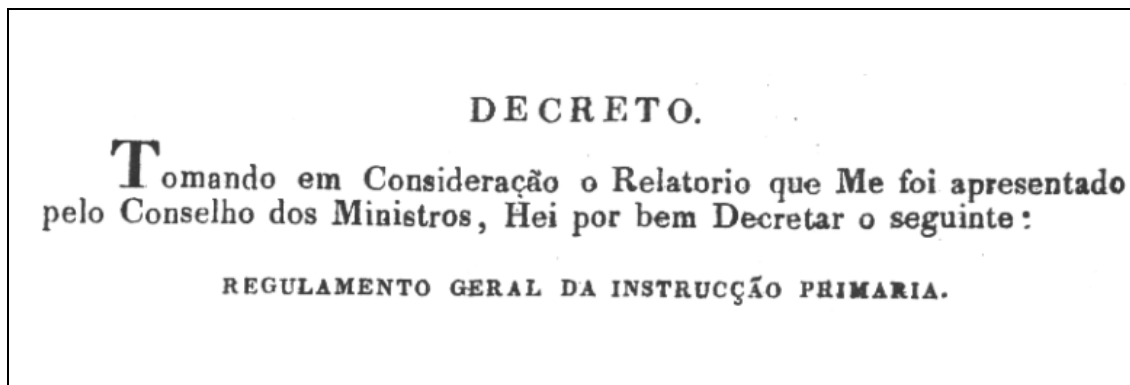 DECRETO.
Tomando em Consideração o Relatorio que Me foi apresentado
pelo Conselho dos Ministros, Hei por bem Decretar o seguinte:
REGULAMENTO GERAL DA INSTRUCÇÃO PRIMARIA.